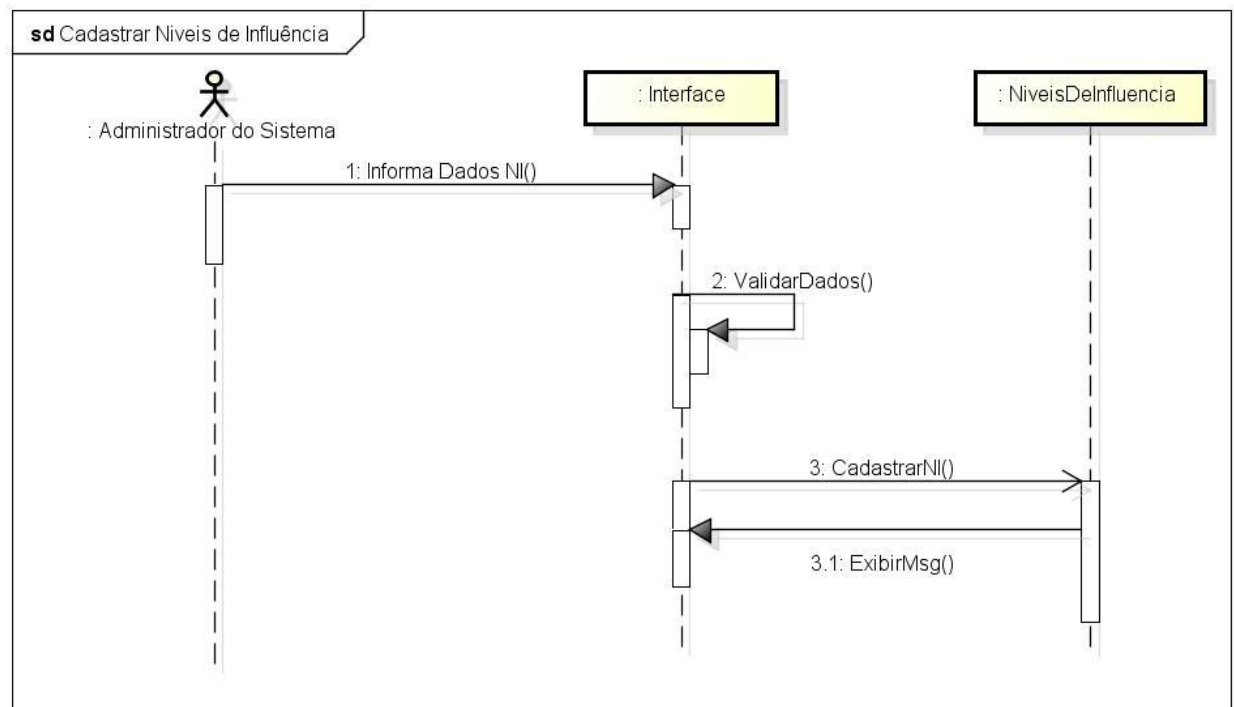 sd Cadastrar Niveis de Influência
: Administrador do Sistema
: Interface
: NiveisDeInfluencia
1: Informa Dados NI()
2: ValidarDados()
3: CadastrarNI()
3.1: ExibirMsg()